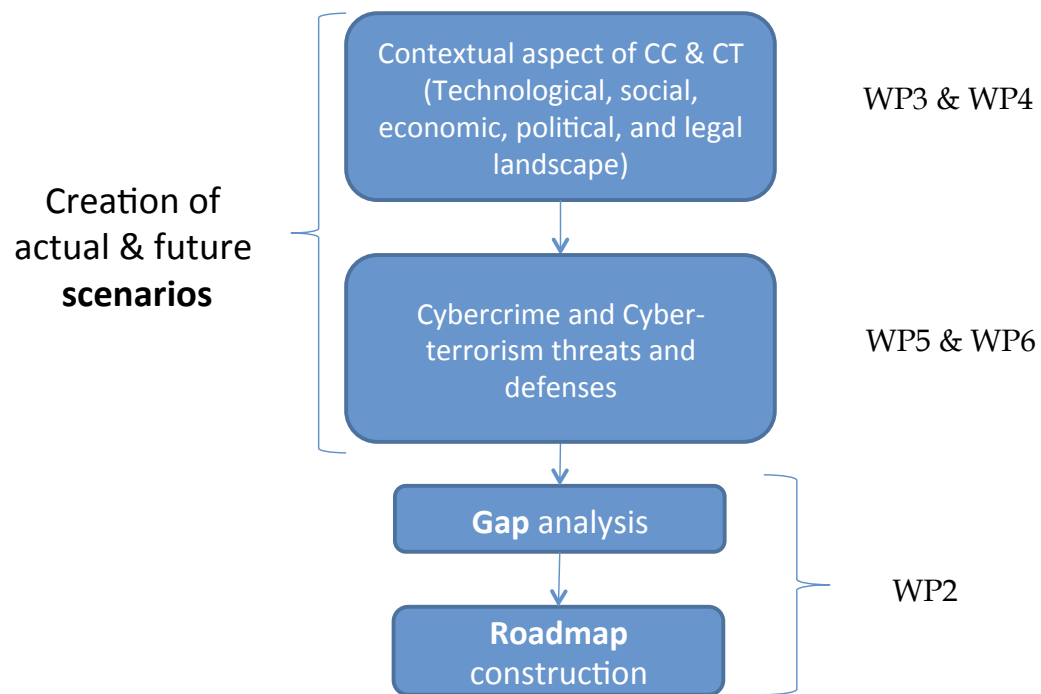 Contextual aspect of CC & CT
(Technological, social,
economic, political, and legal
landscape)
WP3 & WP4
Creation of
actual & future
scenarios
Cybercrime and Cyber-
terrorism threats and
defenses
WP5 & WP6
Gap analysis
WP2
Roadmap
construction